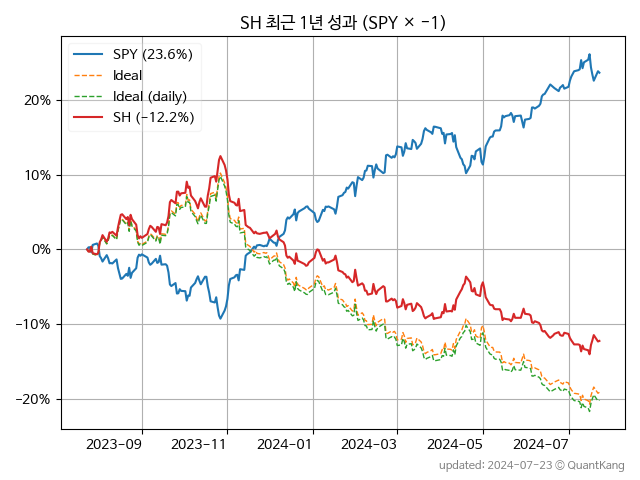 SH 최근 1년 성과 (SPY × −1)
SPY (23.6%)
Ideal
Ideal (daily)
SH (−12.2%)
20%
10%
0%
−10%
−20%
2023−09
2023−11
2024−01
2024−03
2024−05
2024−07
updated: 2024−07−23 © QuantKang